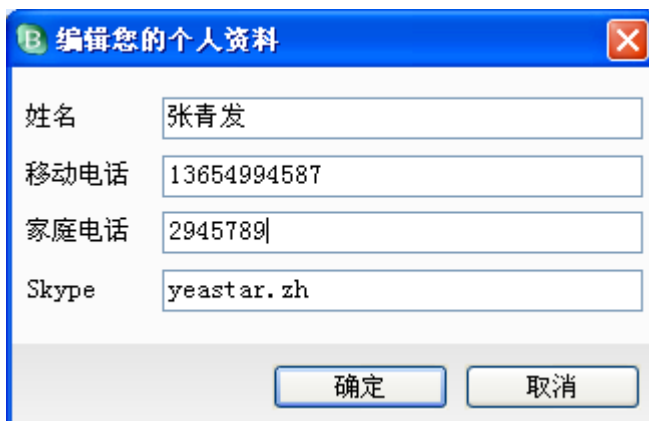 B 编辑您的个人资料
姓名 张青发
移动电话 13654994587
家庭电话 2945789
Skype yeastar.zh
确定 取消